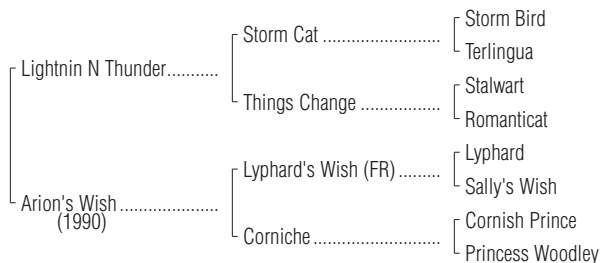 Storm Bird
Storm Cat ........................
Terlingua
Lightnin N Thunder...........
Stalwart
Things Change ................
Romanticat
Lyphard
Lyphard's Wish (FR) ........
Sally's Wish
Arion's Wish ....................
(1990)
Cornish Prince
Corniche..........................
Princess Woodley